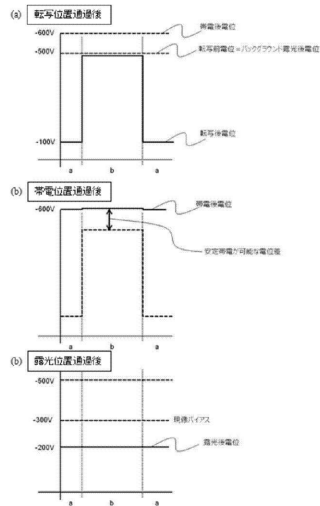 (a) 転写位置通過後
-600V
帯電後電位
-500V
転写前電位=バックグラウンド露光後電位
-100V
転写後電位
a b a
(b) 帯電位置通過後
-600V
帯電後電位
安定帯電が可能な電位差
a b a
(b) 露光位置通過後
-500V
-300V
現像バイアス
-200V
露光後電位
a b a